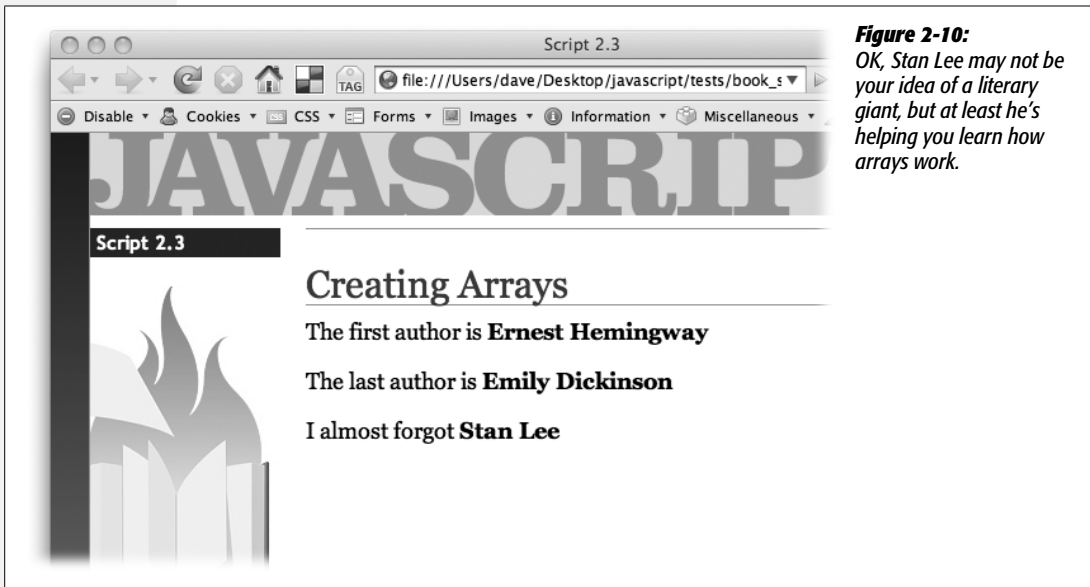 Script 2.3
TAG
file:///Users/dave/Desktop/javascript/tests/book_s
Disable Cookies CSS Forms Images Information Miscellaneous
JAVASCRIP
Script 2.3
Creating Arrays
The first author is Ernest Hemingway
The last author is Emily Dickinson
I almost forgot Stan Lee
Figure 2-10:
OK, Stan Lee may not be
your idea of a literary
giant, but at least he's
helping you learn how
arrays work.